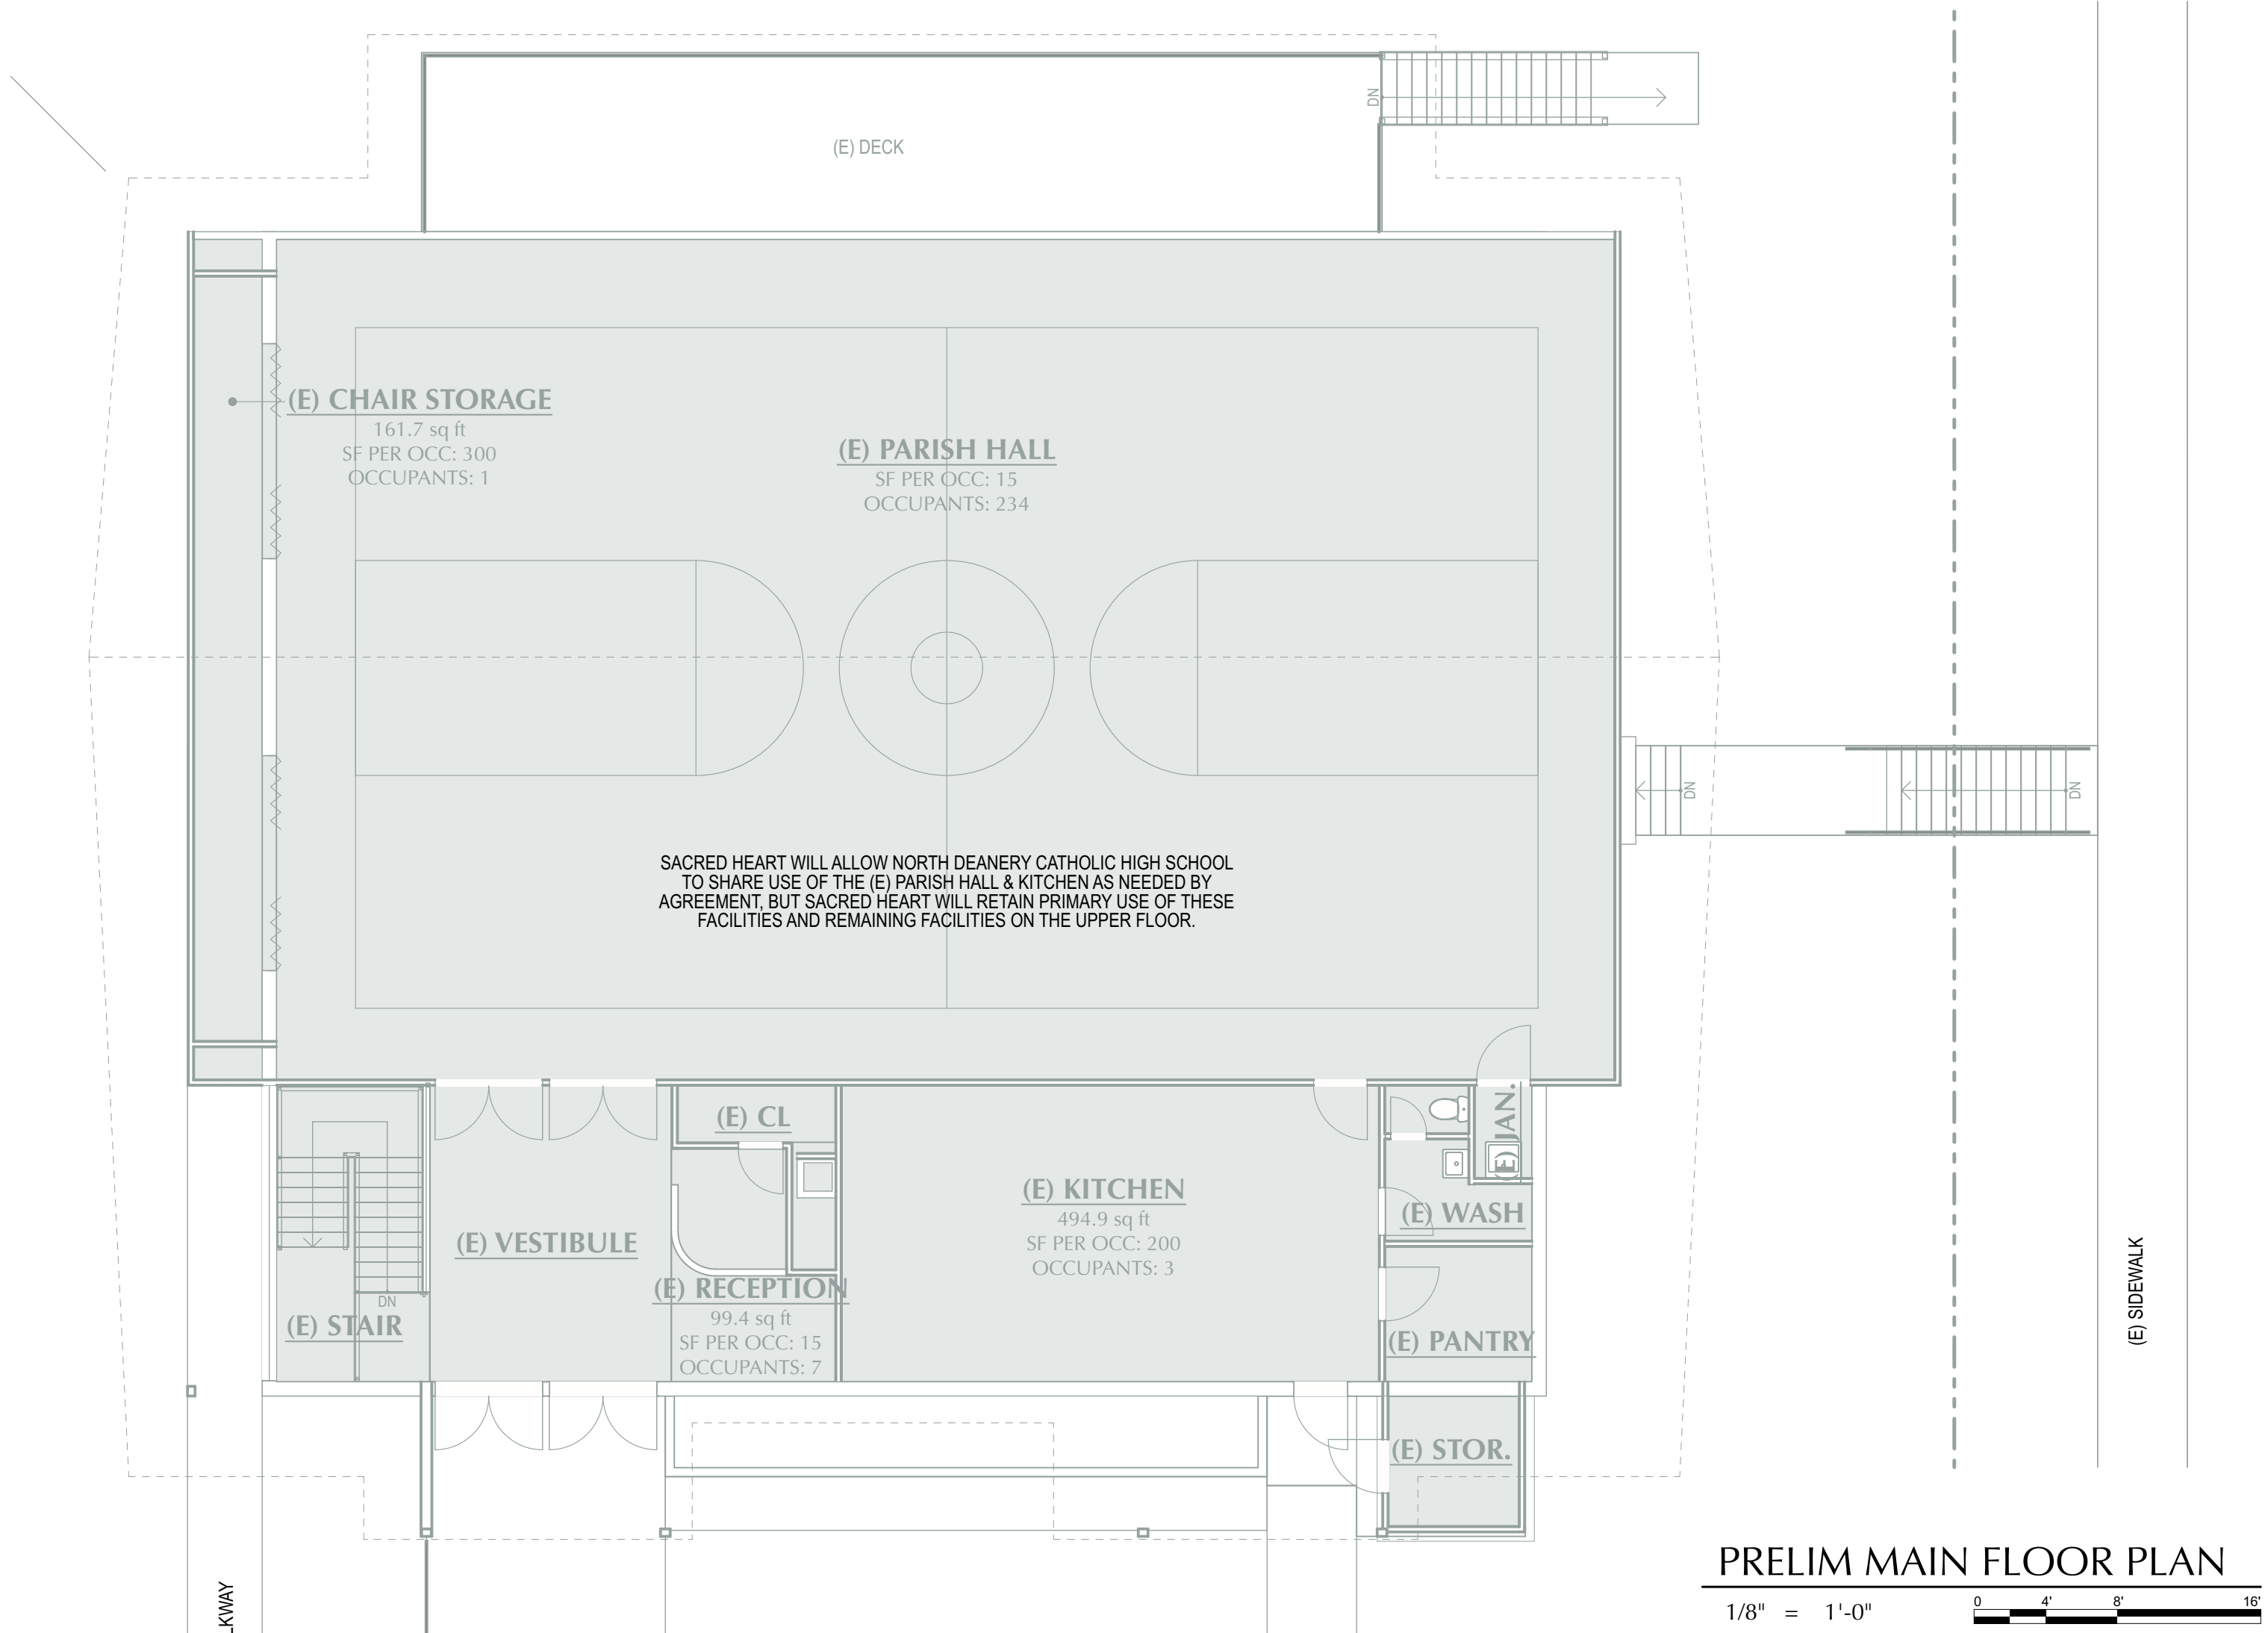 DN
(E) DECK
(E) CHAIR STORAGE
161.7 sq ft
SF PER OCC: 300
OCCUPANTS: 1
(E) PARISH HALL
SF PER OCC: 15
OCCUPANTS: 234
DN
DN
SACRED HEART WILL ALLOW NORTH DEANERY CATHOLIC HIGH SCHOOL
TO SHARE USE OF THE (E) PARISH HALL & KITCHEN AS NEEDED BY
AGREEMENT, BUT SACRED HEART WILL RETAIN PRIMARY USE OF THESE
FACILITIES AND REMAINING FACILITIES ON THE UPPER FLOOR.
(E) CL
(E) JAN.
(E) KITCHEN
494.9 sq ft
SF PER OCC: 200
OCCUPANTS: 3
(E) WASH
(E) VESTIBULE
(E) RECEPTION
99.4 sq ft
SF PER OCC: 15
OCCUPANTS: 7
DN
(E) STAIR
(E) PANTRY
(E) SIDEWALK
(E) STOR.
LKWAY
PRELIM MAIN FLOOR PLAN
1/8" = 1'-0"
0 4' 8' 16'